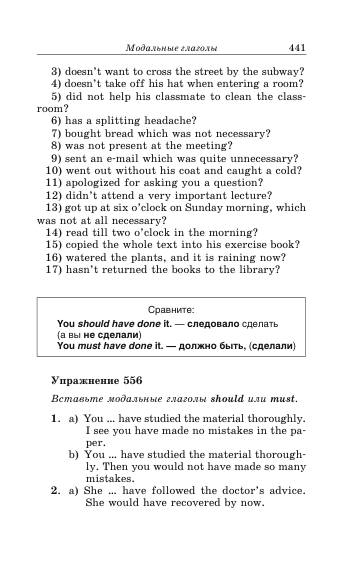 Модальные глаголы 441
3) doesn't want to cross the street by the subway?
4) doesn't take off his hat when entering a room?
5) did not help his classmate to clean the class-
room?
6) has a splitting headache?
7) bought bread which was not necessary?
8) was not present at the meeting?
9) sent an e-mail which was quite unnecessary?
10) went out without his coat and caught a cold?
11) apologized for asking you a question?
12) didn't attend a very important lecture?
13) got up at six o'clock on Sunday morning, which
was not at all necessary?
14) read till two o'clock in the morning?
15) copied the whole text into his exercise book?
16) watered the plants, and it is raining now?
17) hasn't returned the books to the library?
Сравните:
You should have done it. — следовало сделать
(а вы не сделали)
You must have done it. — должно быть, (сделали)
Упражнение 556
Вставьте модальные глаголы should или must.
1. a) You ... have studied the material thoroughly.
I see you have made no mistakes in the pa-
per.
b) You ... have studied the material thorough-
ly. Then you would not have made so many
mistakes.
2. a) She ... have followed the doctor's advice.
She would have recovered by now.